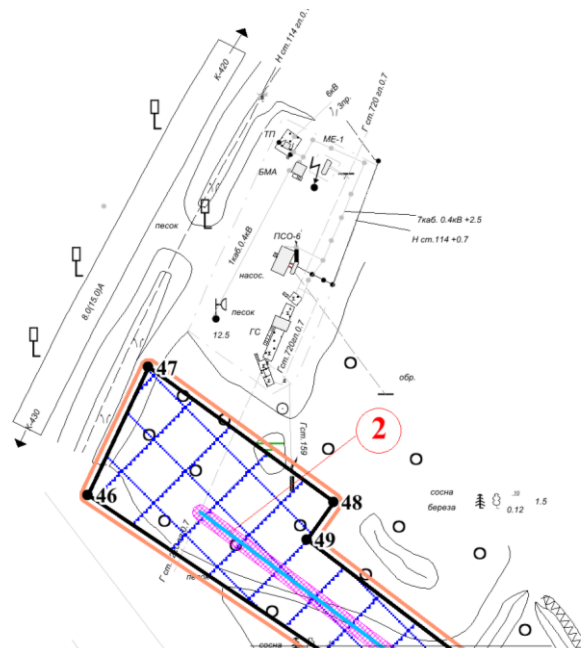 К-420
Н ст.114 гл.0.7
6кВ
3пр.
Г ст.720 гл.0.7
ТП
МЕ-1
БМА
7каб. 0.4кВ +2.5
Н ст.114 +0.7
песок
1каб. 0.4кВ
ПСО-6
насос.
8.0(15.0)А
песок
12.5
ГС
Г ст.720гл.0.7
обр.
47
К-430
2
Г ст.159
46
48
сосна
береза
0.12
1.5
49
сосна